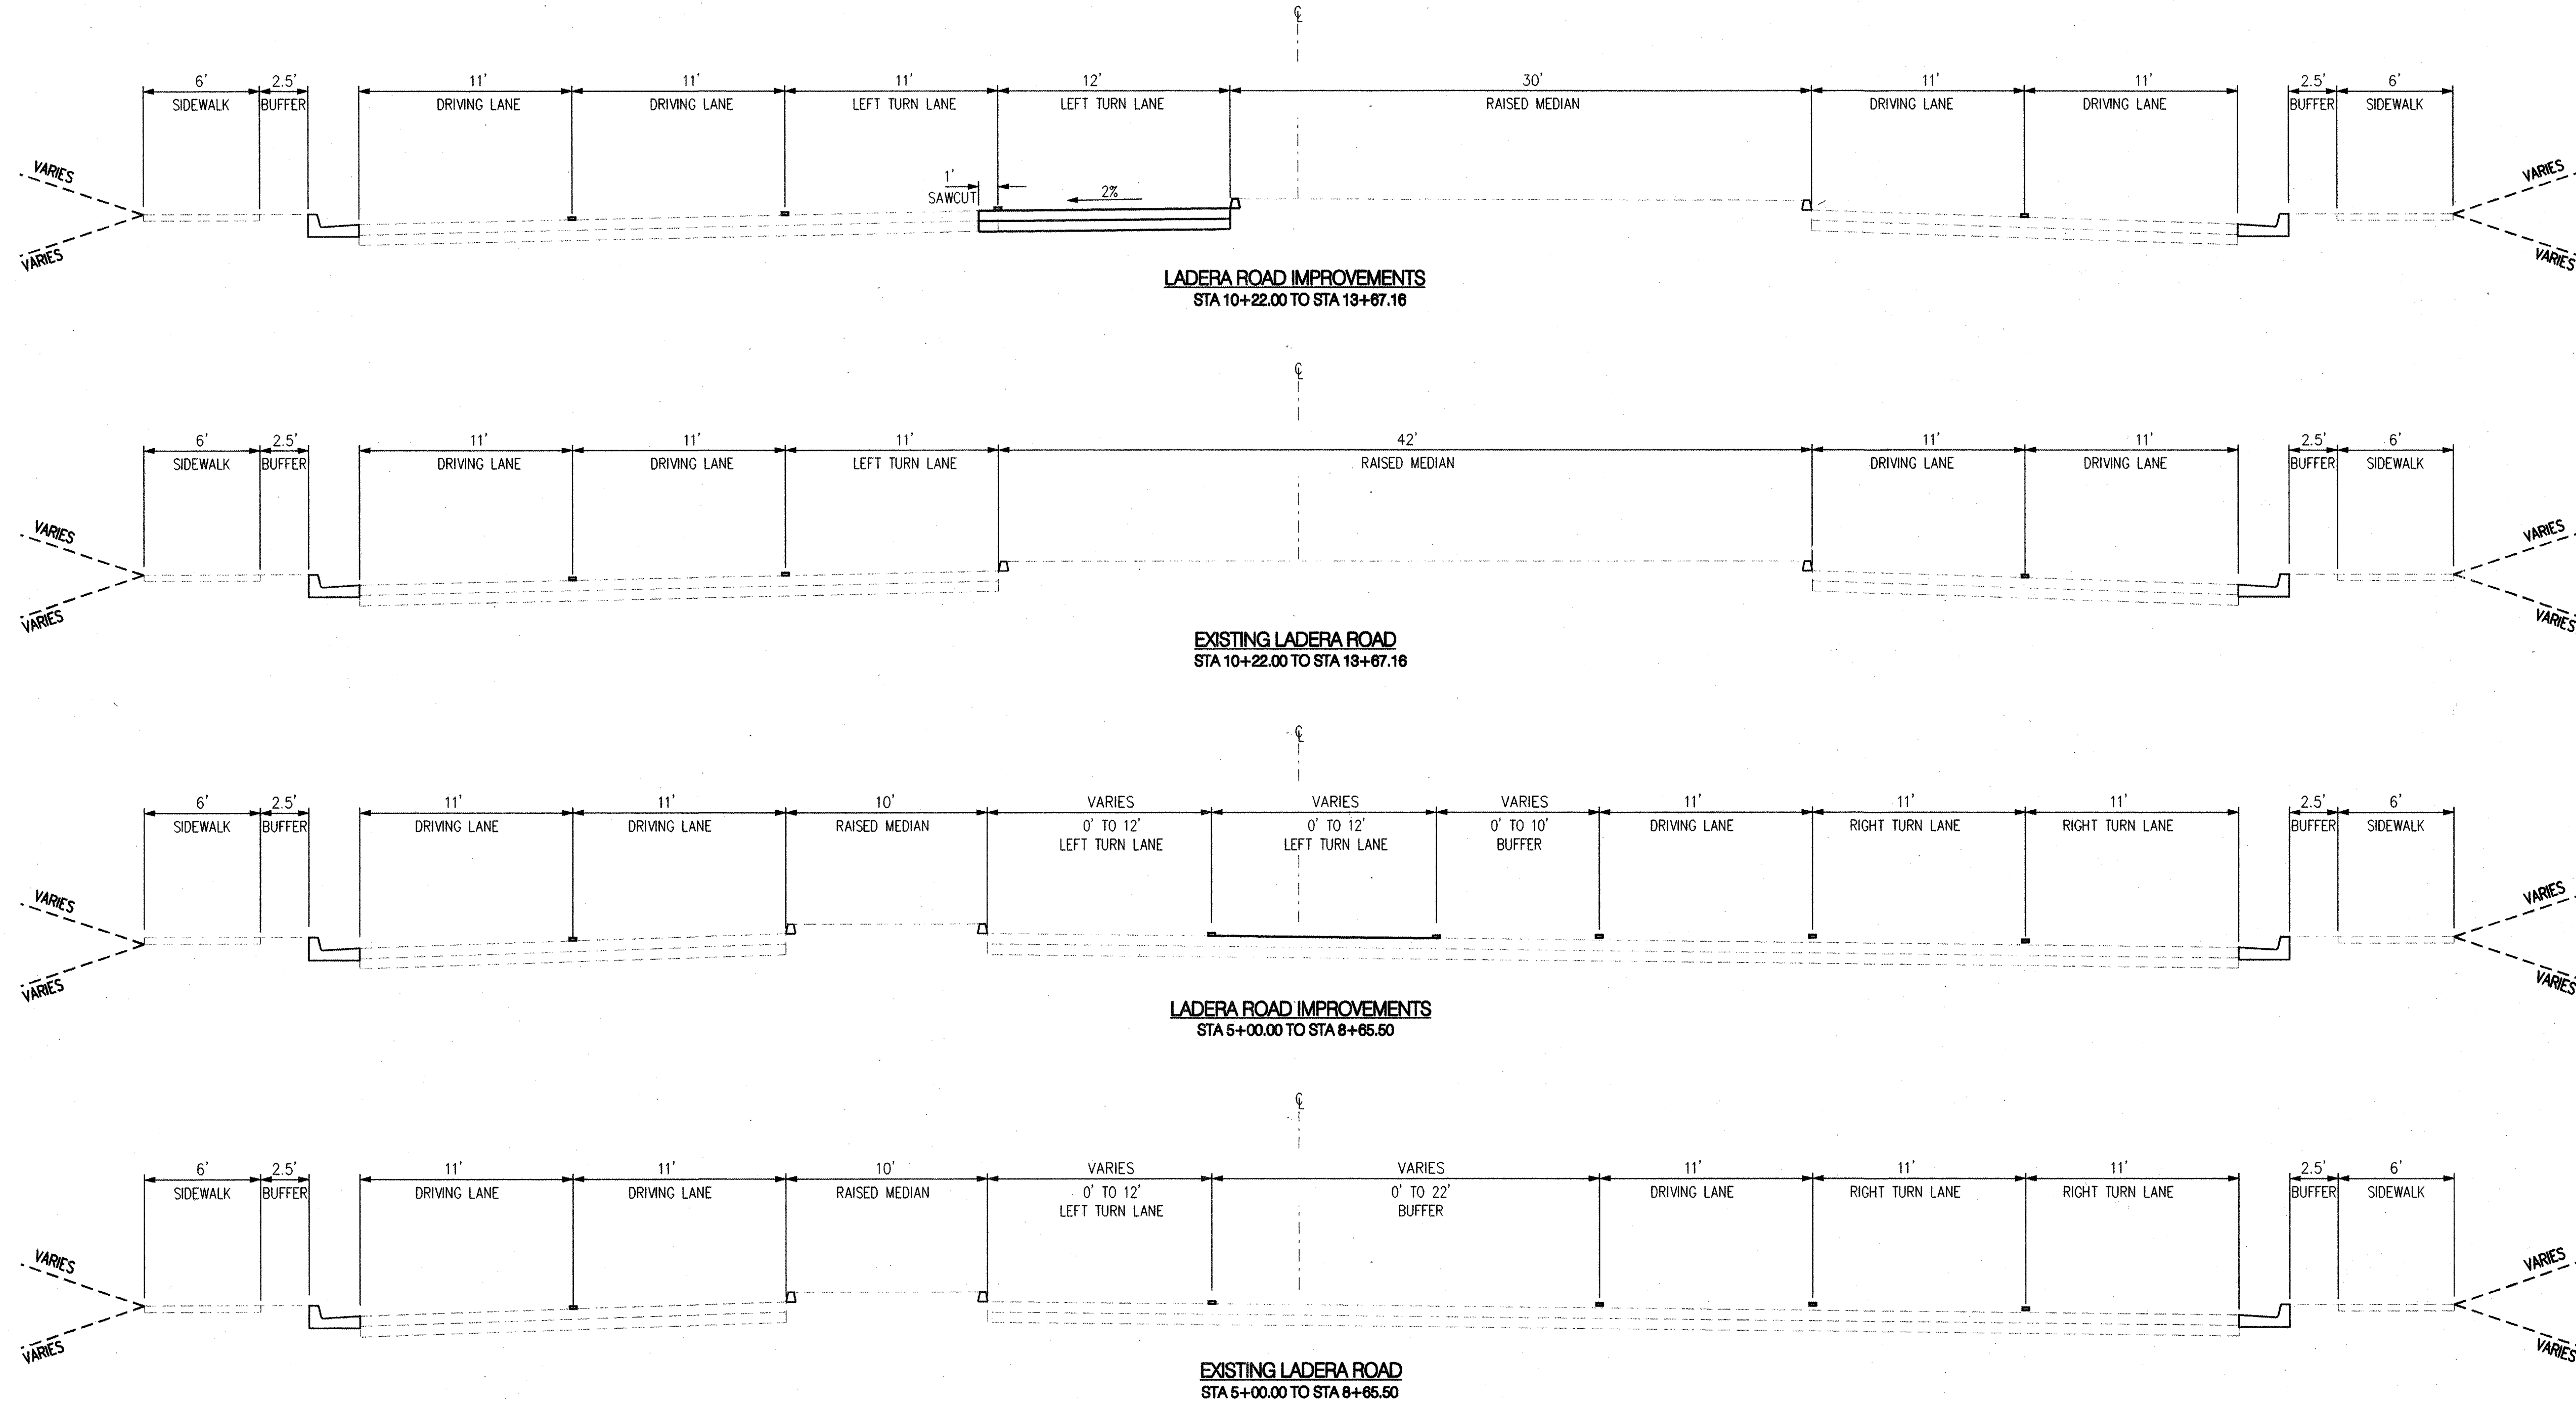 ℄
6' 2.5' 11' 11' 11' 12' 30' 11' 11' 2.5' 6'
SIDEWALK BUFFER DRIVING LANE DRIVING LANE LEFT TURN LANE LEFT TURN LANE RAISED MEDIAN DRIVING LANE DRIVING LANE BUFFER SIDEWALK
VARIES 1' VARIES
SAWCUT 2%
VARIES VARIES
LADERA ROAD IMPROVEMENTS
STA 10+22.00 TO STA 13+67.16
℄
6' 2.5' 11' 11' 11' 42' 11' 11' 2.5' 6'
SIDEWALK BUFFER DRIVING LANE DRIVING LANE LEFT TURN LANE RAISED MEDIAN DRIVING LANE DRIVING LANE BUFFER SIDEWALK
VARIES VARIES
VARIES VARIES
EXISTING LADERA ROAD
STA 10+22.00 TO STA 13+67.16
℄
6' 2.5' 11' 11' 10' VARIES VARIES VARIES 11' 11' 11' 2.5' 6'
SIDEWALK BUFFER DRIVING LANE DRIVING LANE RAISED MEDIAN 0' TO 12' 0' TO 12' 0' TO 10' DRIVING LANE RIGHT TURN LANE RIGHT TURN LANE BUFFER SIDEWALK
LEFT TURN LANE LEFT TURN LANE BUFFER
VARIES VARIES
VARIES VARIES
LADERA ROAD IMPROVEMENTS
STA 5+00.00 TO STA 8+65.50
℄
6' 2.5' 11' 11' 10' VARIES VARIES 11' 11' 11' 2.5' 6'
SIDEWALK BUFFER DRIVING LANE DRIVING LANE RAISED MEDIAN 0' TO 12' 0' TO 22' DRIVING LANE RIGHT TURN LANE RIGHT TURN LANE BUFFER SIDEWALK
LEFT TURN LANE BUFFER
VARIES VARIES
VARIES VARIES
EXISTING LADERA ROAD
STA 5+00.00 TO STA 8+65.50